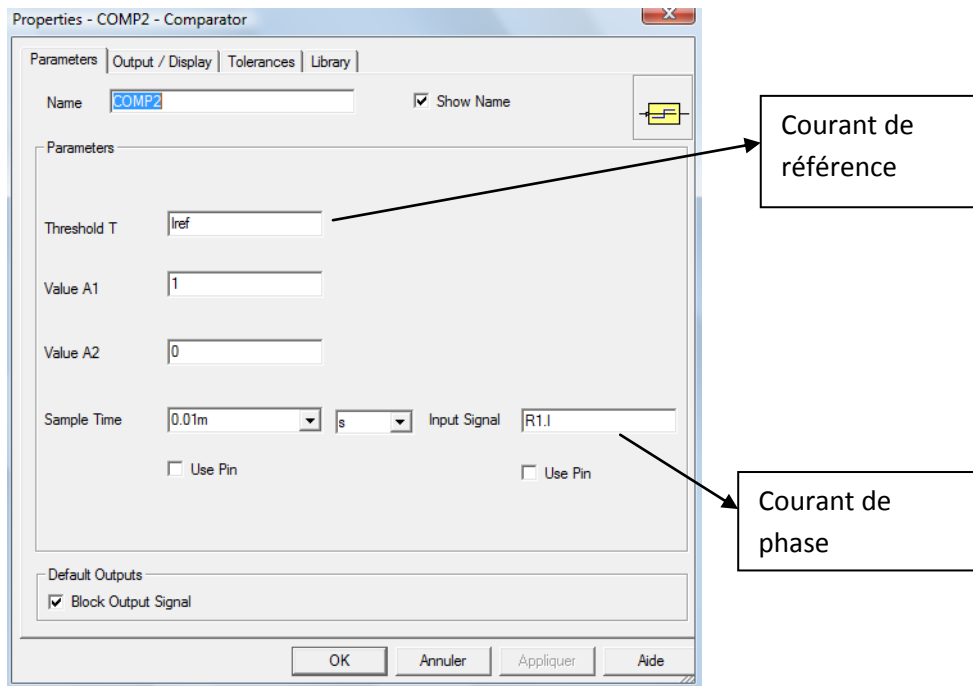 Properties - COMP2 - Comparator
Parameters
Output / Display
Tolerances
Library
Name
COMP2
Show Name
Parameters
Threshold T
Iref
Value A1
1
Value A2
0
Sample Time
0.01m
s
Input Signal
R1.I
Use Pin
Use Pin
Default Outputs
Block Output Signal
OK
Annuler
Appliquer
Aide
Courant de
référence
Courant de
phase